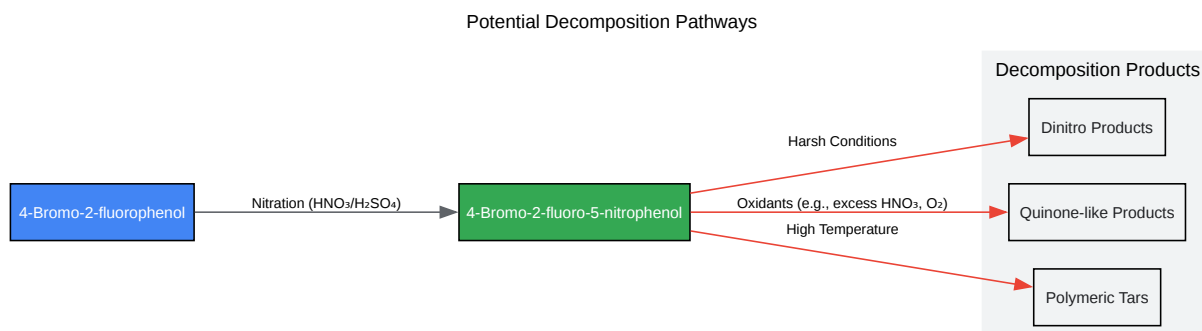 Potential Decomposition Pathways
Decomposition Products
Harsh Conditions
Dinitro Products
4-Bromo-2-fluorophenol
Nitration (HNO₃/H₂SO₄)
4-Bromo-2-fluoro-5-nitrophenol
Oxidants (e.g., excess HNO₃, O₂)
Quinone-like Products
High Temperature
Polymeric Tars